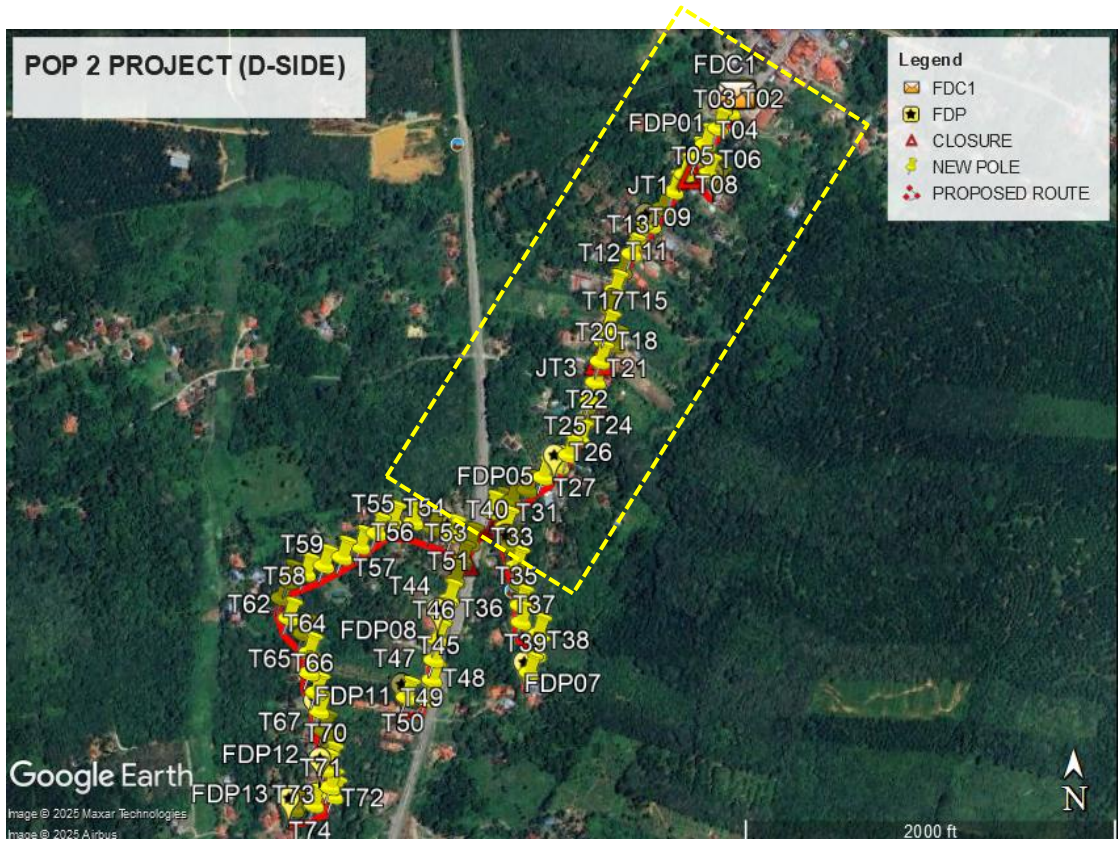 POP 2 PROJECT (D-SIDE)
Legend
FDC1
FDP
CLOSURE
NEW POLE
PROPOSED ROUTE
FDC1
T03 T02
FDP01 T04
T05 T06
JT1 T08
T13 T09
T12 T11
T17 T15
T20 T18
JT3 T21
T22
T25 T24
T26
FDP05 T27
T55 T54 T40 T31
T56 T53 T33
T59 T57 T51 T35
T58 T44
T62 T46 T36 T37
T64 FDP08 T45 T39 T38
T65 T66 T47 T48 FDP07
FDP11 T49
T67 T50
T70
FDP12 T71
FDP13 T73 T72
T74
Google Earth
Image © 2025 Maxar Technologies
Image © 2025 Airbus
N
2000 ft